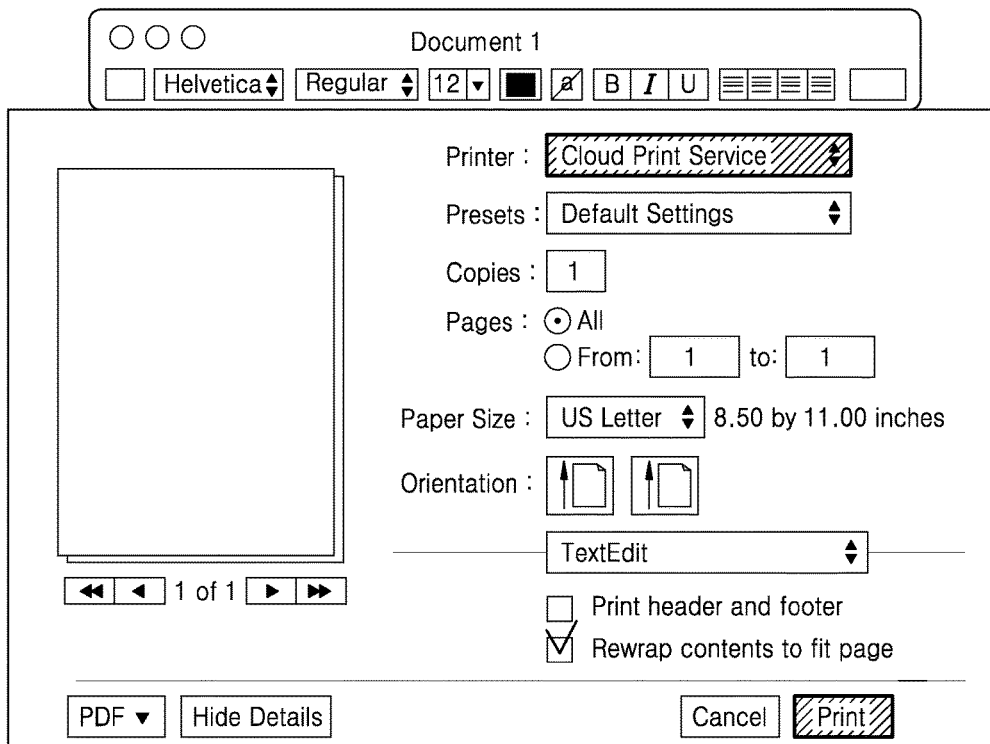 Document 1
Helvetica Regular 12 a B I U
Printer : Cloud Print Service
Presets : Default Settings
Copies : 1
Pages : All
From: 1 to: 1
Paper Size : US Letter 8.50 by 11.00 inches
Orientation :
TextEdit
1 of 1
Print header and footer
Rewrap contents to fit page
PDF Hide Details Cancel Print